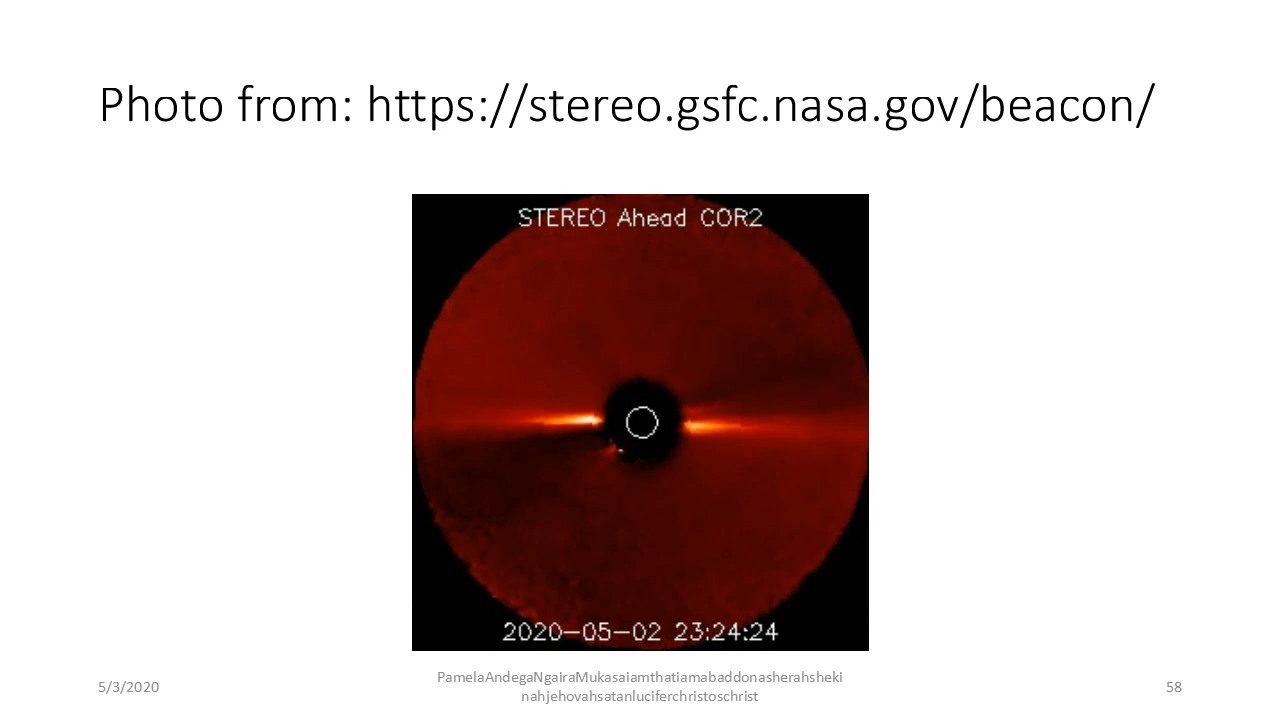 Photo from: https://stereo.gsfc.nasa.gov/beacon/
STEREO Ahead COR2
2020-05-02 23:24:24
5/3/2020
PamelaAndegaNgairaMukasaiamthatiamabaddonasherahsheki
nahjehovahsatanluciferchristoschrist
58